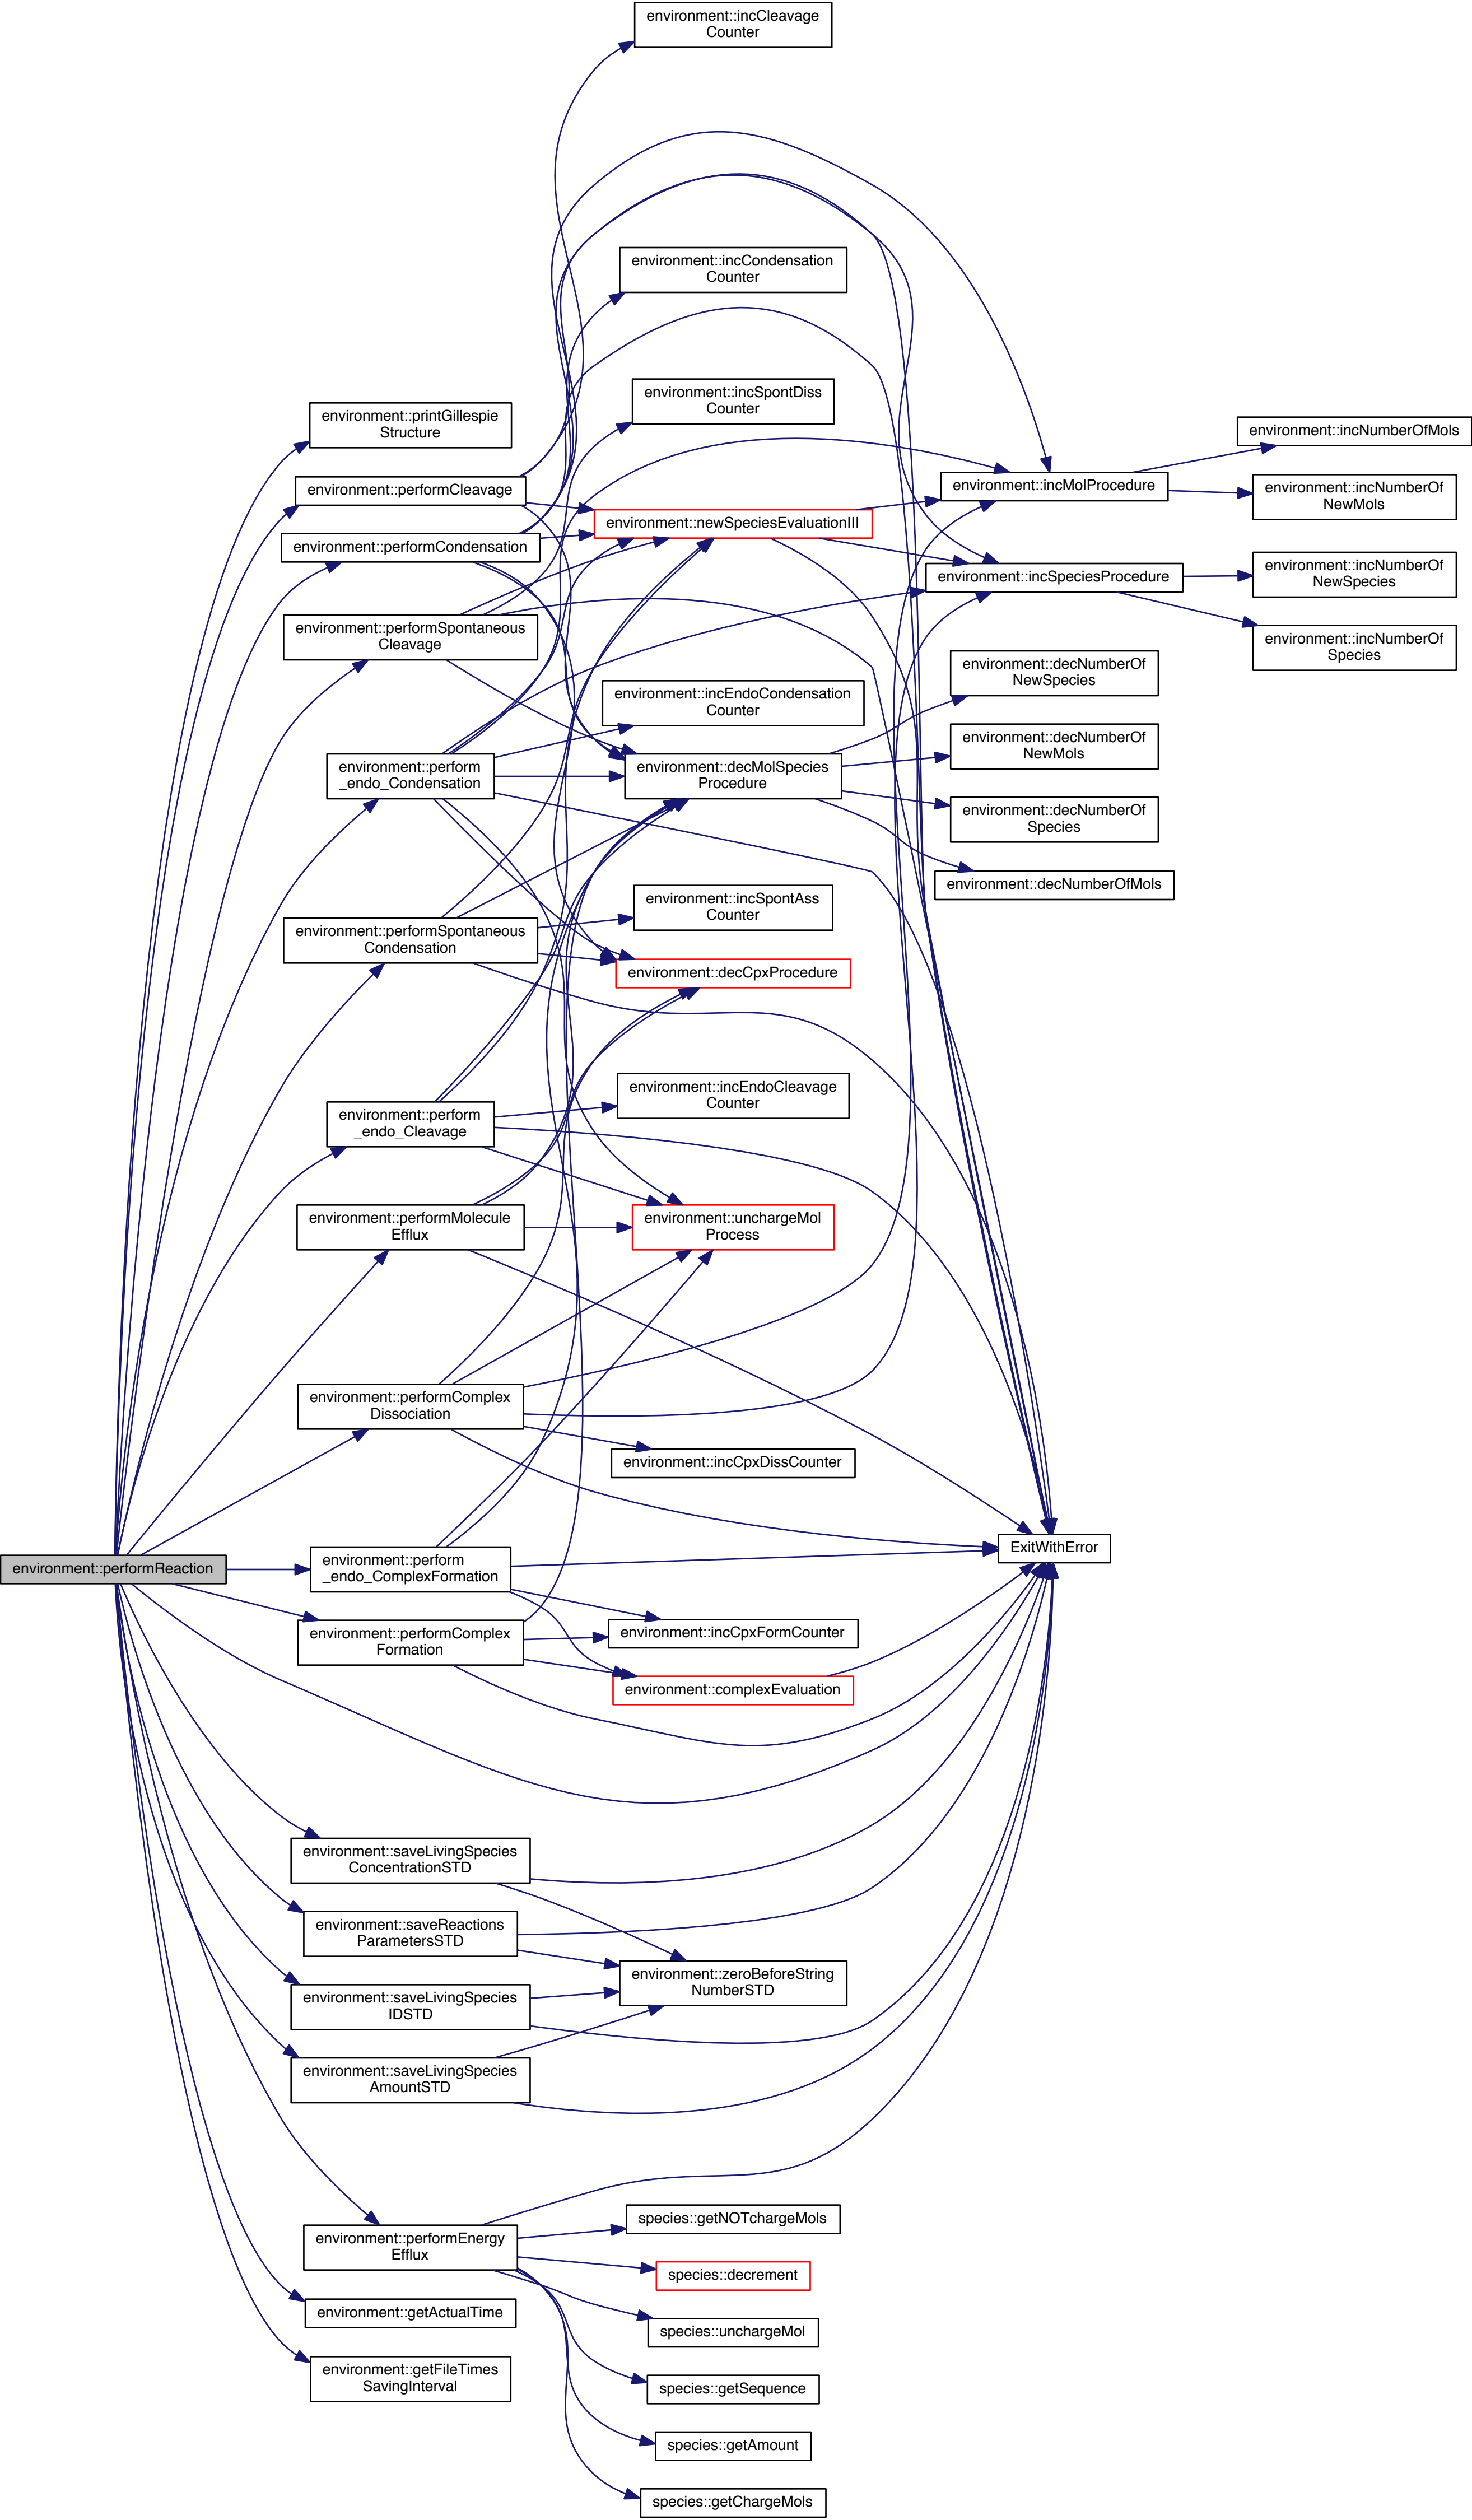 environment::incCleavage
Counter
environment::incCondensation
Counter
environment::incSpontDiss
Counter
environment::printGillespie
Structure
environment::incNumberOfMols
environment::performCleavage
environment::incMolProcedure
environment::incNumberOf
NewMols
environment::newSpeciesEvaluationIII
environment::performCondensation
environment::incSpeciesProcedure
environment::incNumberOf
NewSpecies
environment::performSpontaneous
Cleavage
environment::incNumberOf
Species
environment::decNumberOf
NewSpecies
environment::incEndoCondensation
Counter
environment::decNumberOf
NewMols
environment::perform
_endo_Condensation
environment::decMolSpecies
Procedure
environment::decNumberOf
Species
environment::decNumberOfMols
environment::incSpontAss
Counter
environment::performSpontaneous
Condensation
environment::decCpxProcedure
environment::incEndoCleavage
Counter
environment::perform
_endo_Cleavage
environment::performMolecule
Efflux
environment::unchargeMol
Process
environment::performComplex
Dissociation
environment::incCpxDissCounter
ExitWithError
environment::performReaction
environment::perform
_endo_ComplexFormation
environment::incCpxFormCounter
environment::performComplex
Formation
environment::complexEvaluation
environment::saveLivingSpecies
ConcentrationSTD
environment::saveReactions
ParametersSTD
environment::zeroBeforeString
NumberSTD
environment::saveLivingSpecies
IDSTD
environment::saveLivingSpecies
AmountSTD
species::getNOTchargeMols
environment::performEnergy
Efflux
species::decrement
environment::getActualTime
species::unchargeMol
environment::getFileTimes
SavingInterval
species::getSequence
species::getAmount
species::getChargeMols